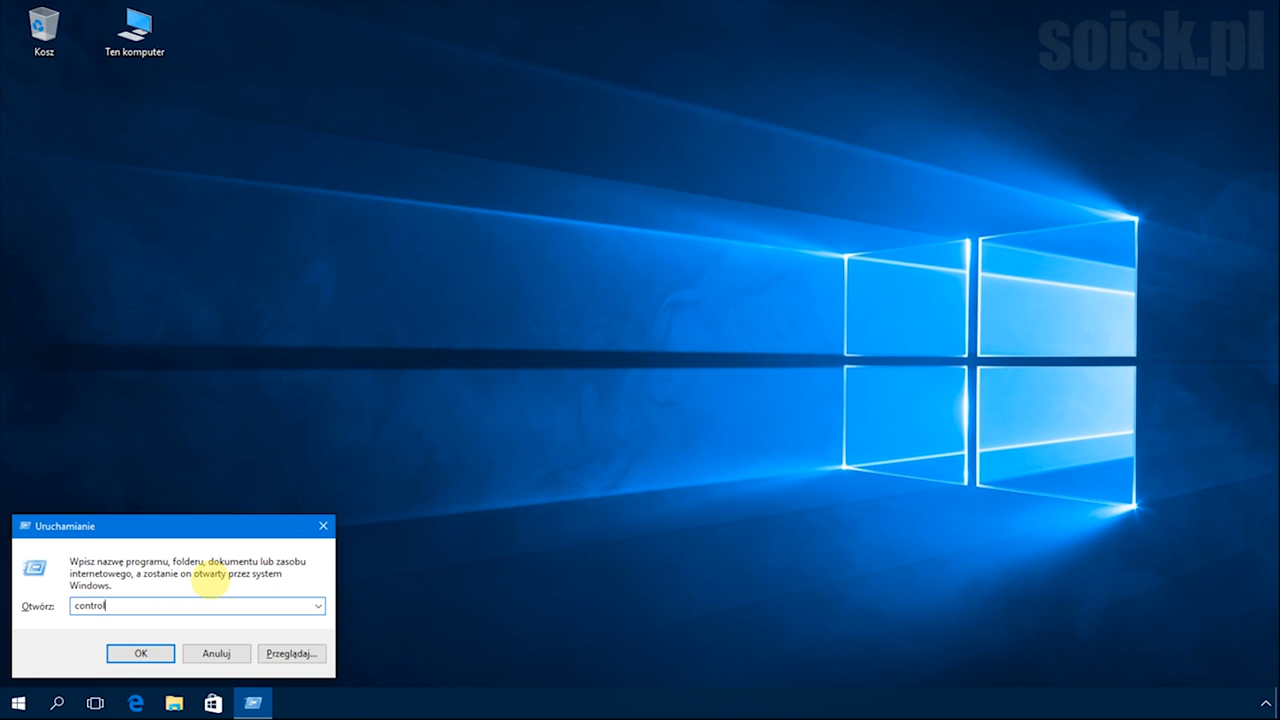 soisk.pl
Kosz
Ten komputer
Uruchamianie
Wpisz nazwę programu, folderu, dokumentu lub zasobu
internetowego, a zostanie on otwarty przez system
Windows.
Otwórz:
control
OK
Anuluj
Przeglądaj...